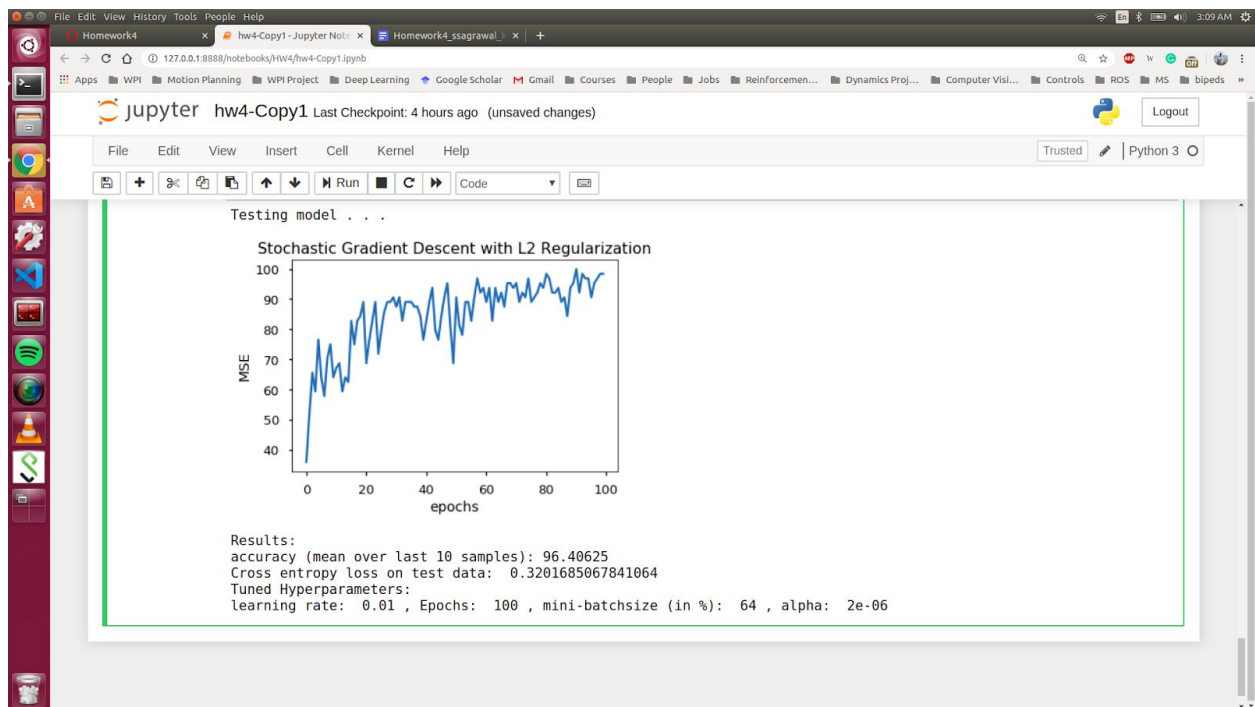 File Edit View History Tools People Help
En 3:09 AM
Homework4 x hw4-Copy1 - Jupyter Note x Homework4_ssagrawal_ x +
127.0.0.1:8888/notebooks/HW4/hw4-Copy1.ipynb
Apps WPI Motion Planning WPI Project Deep Learning Google Scholar Gmail Courses People Jobs Reinforcemen... Dynamics Proj... Computer Visi... Controls ROS MS bipeds »
jupyter hw4-Copy1 Last Checkpoint: 4 hours ago (unsaved changes)
Logout
File Edit View Insert Cell Kernel Help
Trusted Python 3
Run Code
Testing model . . .
Stochastic Gradient Descent with L2 Regularization
100
90
80
70
60
50
40
MSE
0 20 40 60 80 100
epochs
Results:
accuracy (mean over last 10 samples): 96.40625
Cross entropy loss on test data: 0.3201685067841064
Tuned Hyperparameters:
learning rate: 0.01 , Epochs: 100 , mini-batchsize (in %): 64 , alpha: 2e-06